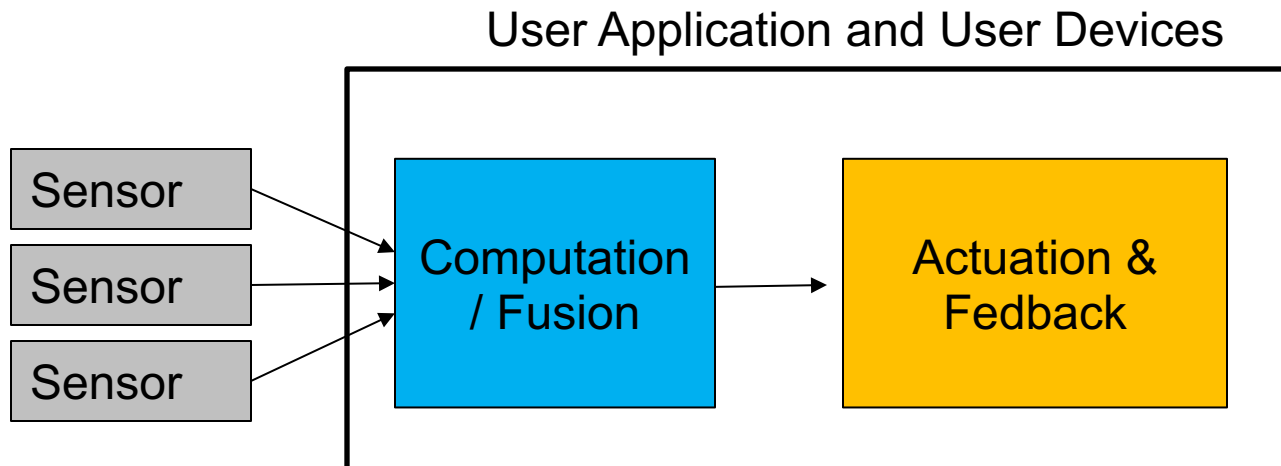 User Application and User Devices
Sensor
Sensor
Sensor
Computation
/ Fusion
Actuation &
Fedback